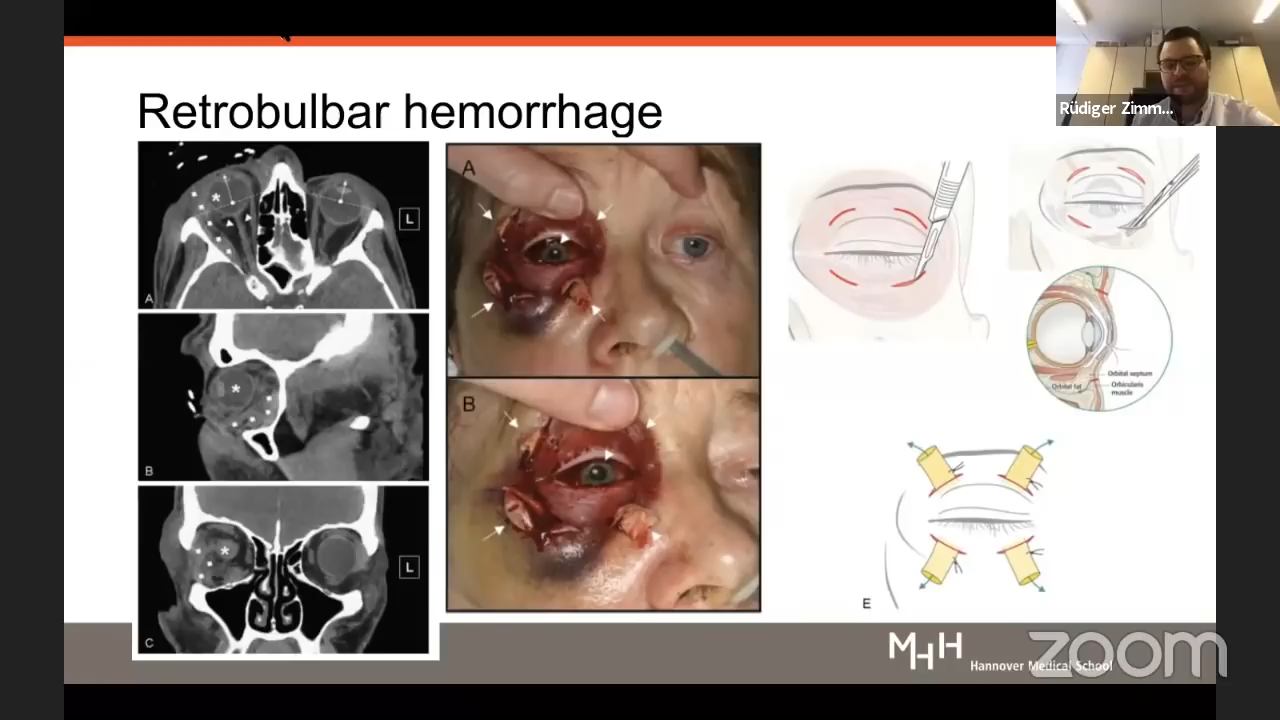 Rüdiger Zimm...
Retrobulbar hemorrhage
L
A
B
L
C
A
B
Orbital septum
Orbital fat
Orbicularis
muscle
E
MHH
Hannover Medical School
zoom